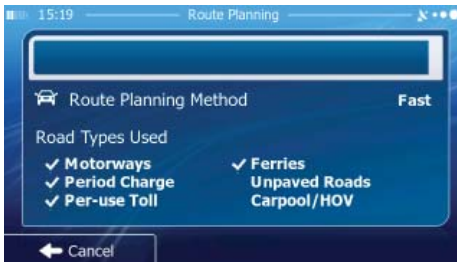 15:19 Route Planning
Route Planning Method Fast
Road Types Used
Motorways Ferries
Period Charge Unpaved Roads
Per-use Toll Carpool/HOV
Cancel